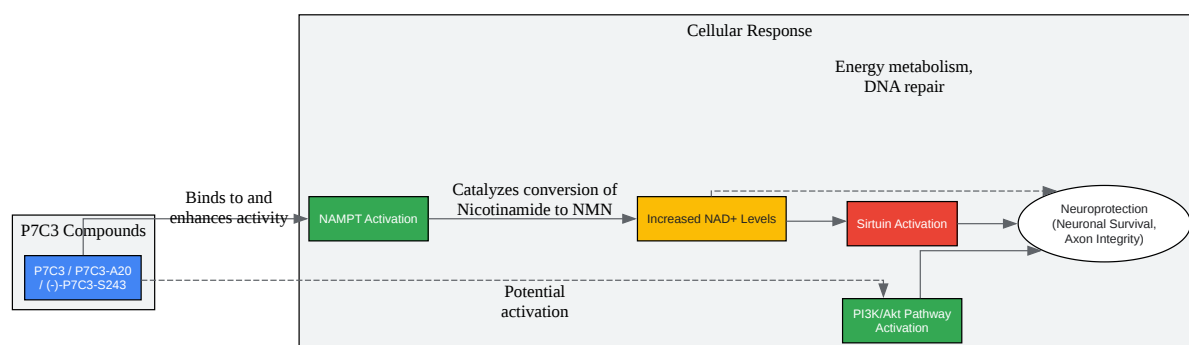 Cellular Response
Energy metabolism,
DNA repair
Binds to and
enhances activity
NAMPT Activation
Catalyzes conversion of
Nicotinamide to NMN
Increased NAD+ Levels
Sirtuin Activation
Neuroprotection
(Neuronal Survival,
Axon Integrity)
P7C3 Compounds
P7C3 / P7C3-A20
/ (-)-P7C3-S243
Potential
activation
PI3K/Akt Pathway
Activation